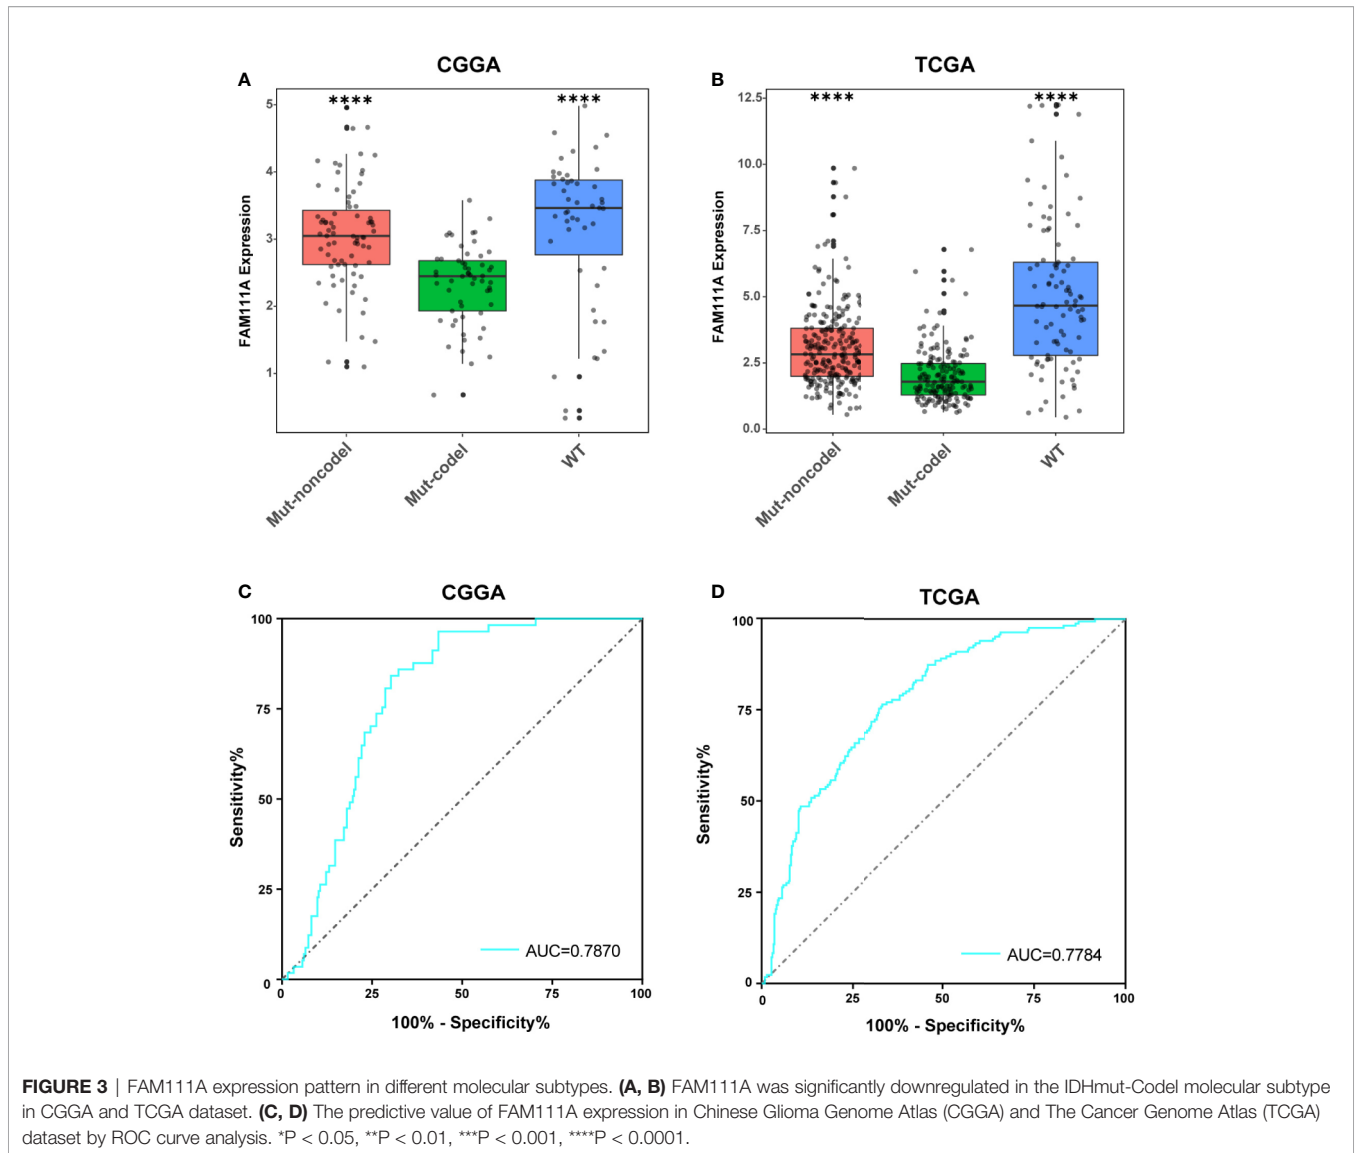 A
CGGA
****
****
5
4
3
2
1
FAM111A Expression
Mut-noncodel
Mut-codel
WT
B
TCGA
****
****
12.5
10.0
7.5
5.0
2.5
0.0
FAM111A Expression
Mut-noncodel
Mut-codel
WT
C
CGGA
100
75
50
25
0
Sensitivity%
AUC=0.7870
0
25
50
75
100
100% - Specificity%
D
TCGA
100
75
50
25
0
Sensitivity%
AUC=0.7784
0
25
50
75
100
100% - Specificity%
FIGURE 3 | FAM111A expression pattern in different molecular subtypes. (A, B) FAM111A was significantly downregulated in the IDHmut-Codel molecular subtype
in CGGA and TCGA dataset. (C, D) The predictive value of FAM111A expression in Chinese Glioma Genome Atlas (CGGA) and The Cancer Genome Atlas (TCGA)
dataset by ROC curve analysis. *P < 0.05, **P < 0.01, ***P < 0.001, ****P < 0.0001.